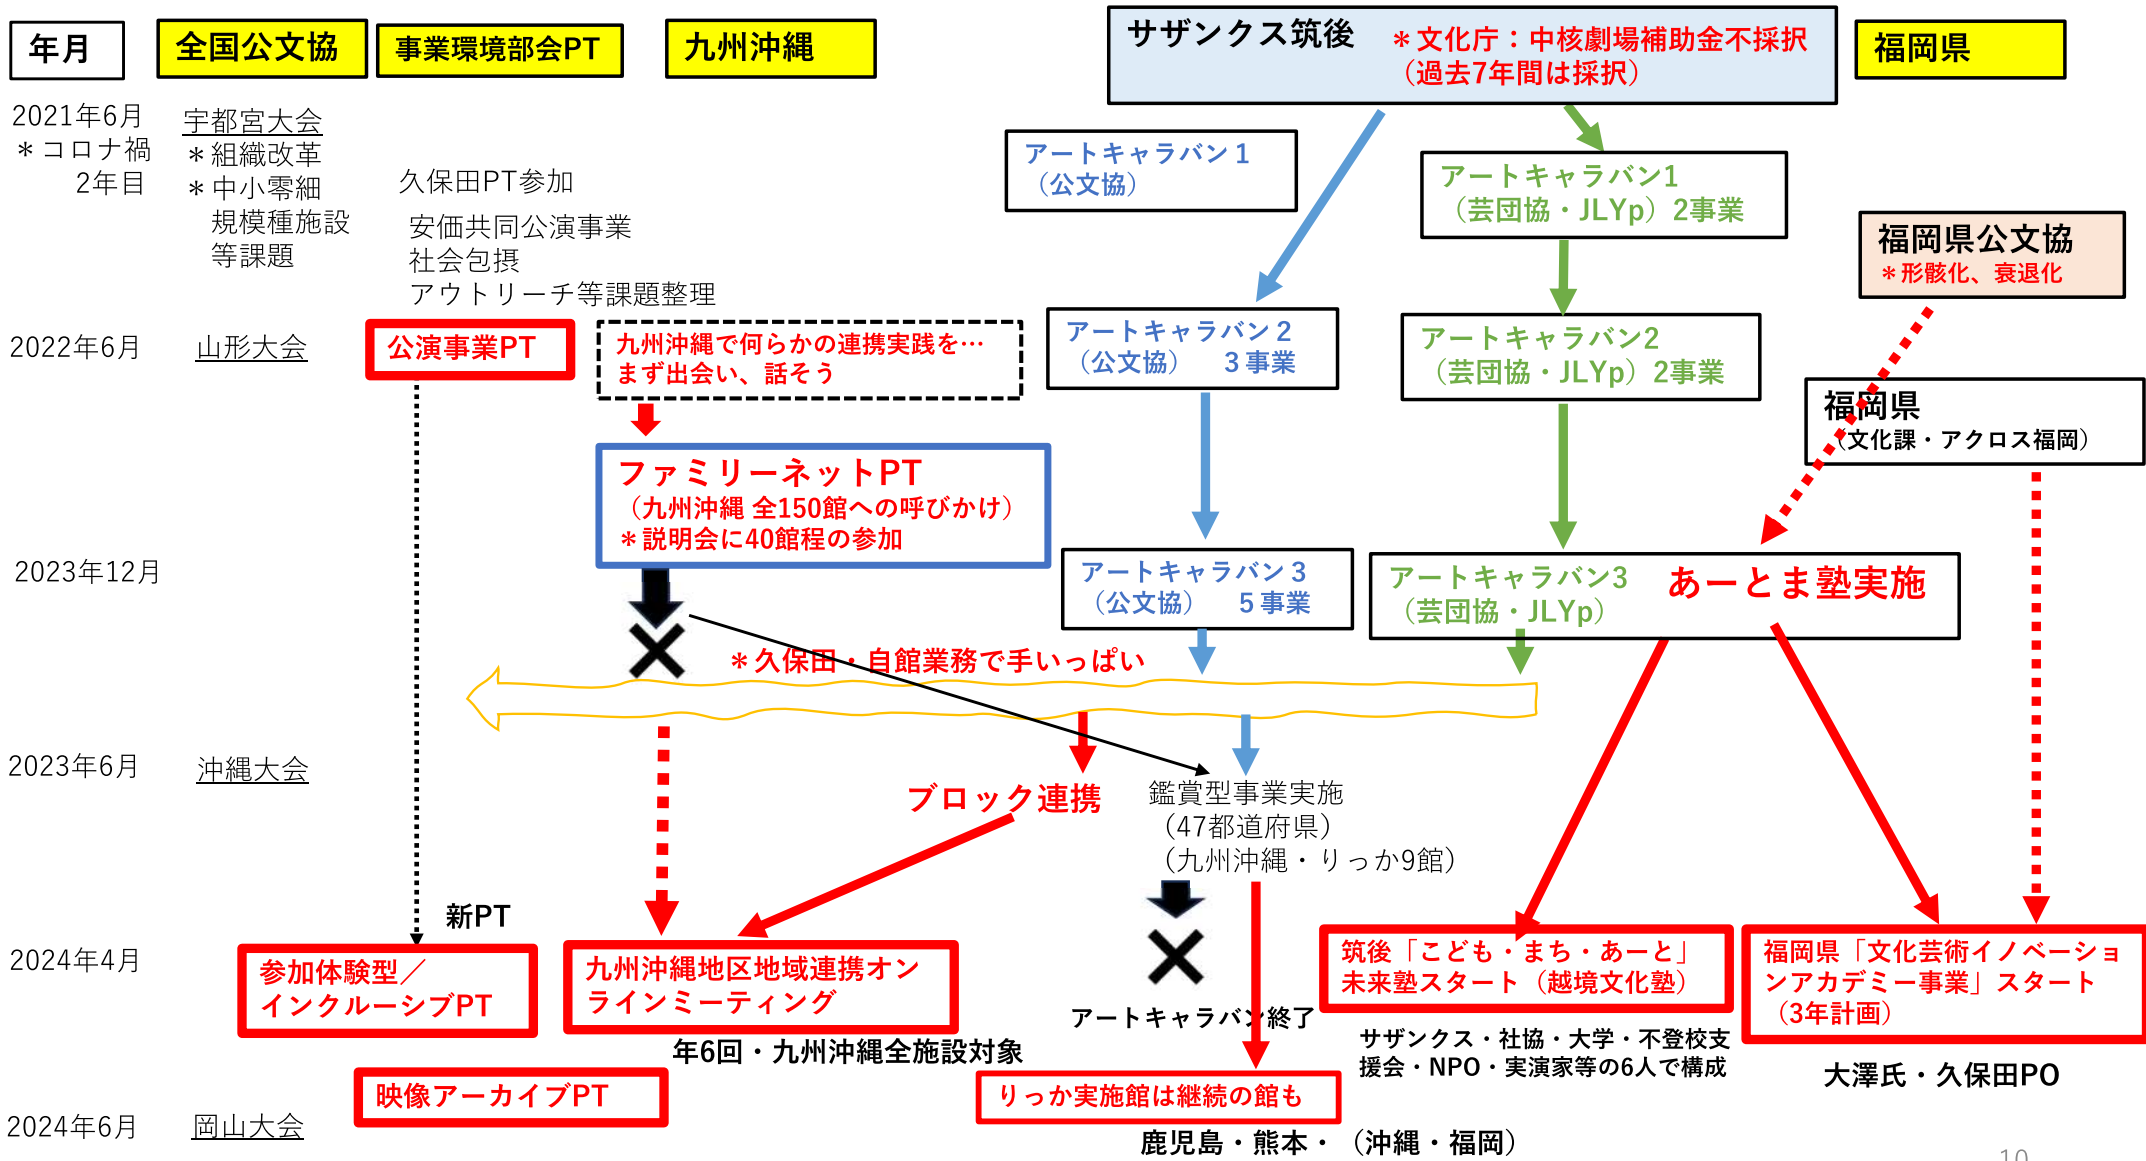 年月
全国公文協
事業環境部会PT
九州沖縄
サザンクス筑後
＊文化庁：中核劇場補助金不採択
（過去7年間は採択）
福岡県
2021年6月
＊コロナ禍
2年目
宇都宮大会
＊組織改革
＊中小零細
規模種施設
等課題
久保田PT参加
安価共同公演事業
社会包摂
アウトリーチ等課題整理
アートキャラバン１
（公文協）
アートキャラバン1
（芸団協・JLYp）2事業
福岡県公文協
＊形骸化、衰退化
2022年6月
山形大会
公演事業PT
九州沖縄で何らかの連携実践を…
まず出会い、話そう
アートキャラバン２
（公文協）　３事業
アートキャラバン2
（芸団協・JLYp）2事業
福岡県
（文化課・アクロス福岡）
ファミリーネットPT
（九州沖縄 全150館への呼びかけ）
＊説明会に40館程の参加
2023年12月
アートキャラバン３
（公文協）　５事業
アートキャラバン3
（芸団協・JLYp）
あーとま塾実施
＊久保田・自館業務で手いっぱい
2023年6月
沖縄大会
ブロック連携
鑑賞型事業実施
（47都道府県）
（九州沖縄・りっか9館）
新PT
2024年4月
参加体験型／
インクルーシブPT
九州沖縄地区地域連携オン
ラインミーティング
年6回・九州沖縄全施設対象
アートキャラバン終了
筑後「こども・まち・あーと」
未来塾スタート（越境文化塾）
サザンクス・社協・大学・不登校支
援会・NPO・実演家等の6人で構成
福岡県「文化芸術イノベーショ
ンアカデミー事業」スタート
（3年計画）
大澤氏・久保田PO
映像アーカイブPT
りっか実施館は継続の館も
2024年6月
岡山大会
鹿児島・熊本・（沖縄・福岡）
10